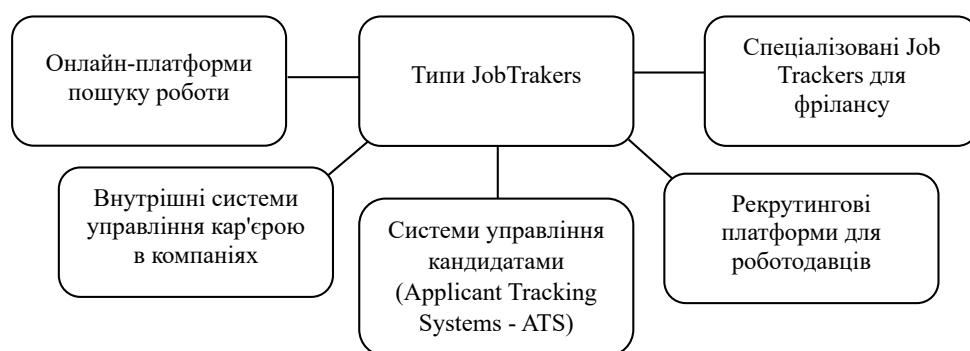 Онлайн-платформи
пошуку роботи
Типи JobTrakers
Спеціалізовані Job
Trackers для
фрілансу
Внутрішні системи
управління кар'єрою
в компаніях
Системи управління
кандидатами
(Applicant Tracking
Systems - ATS)
Рекрутингові
платформи для
роботодавців